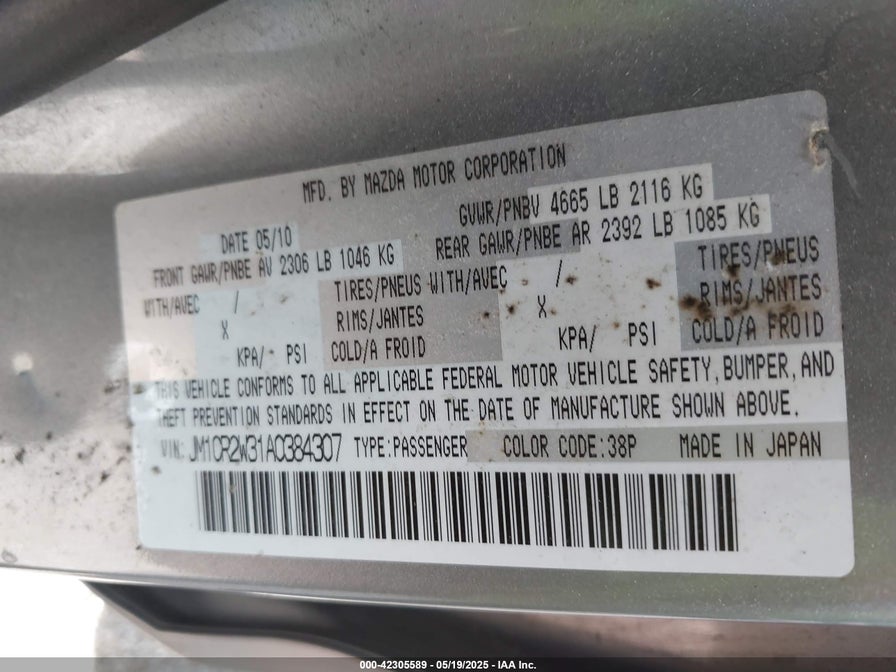 MFD. BY MAZDA MOTOR CORPORATION
DATE 05/10 GVWR/PNBV 4665 LB 2116 KG
FRONT GAWR/PNBE AV 2306 LB 1046 KG REAR GAWR/PNBE AR 2392 LB 1085 KG
WITH/AVEC / TIRES/PNEUS WITH/AVEC / TIRES/PNEUS
X RIMS/JANTES X RIMS/JANTES
KPA/ PSI COLD/A FROID KPA/ PSI COLD/A FROID
THIS VEHICLE CONFORMS TO ALL APPLICABLE FEDERAL MOTOR VEHICLE SAFETY, BUMPER, AND
THEFT PREVENTION STANDARDS IN EFFECT ON THE DATE OF MANUFACTURE SHOWN ABOVE.
VIN: JM1CR2W31A0384307 TYPE:PASSENGER COLOR CODE:38P MADE IN JAPAN
000-42305589 - 05/19/2025 - IAA Inc.